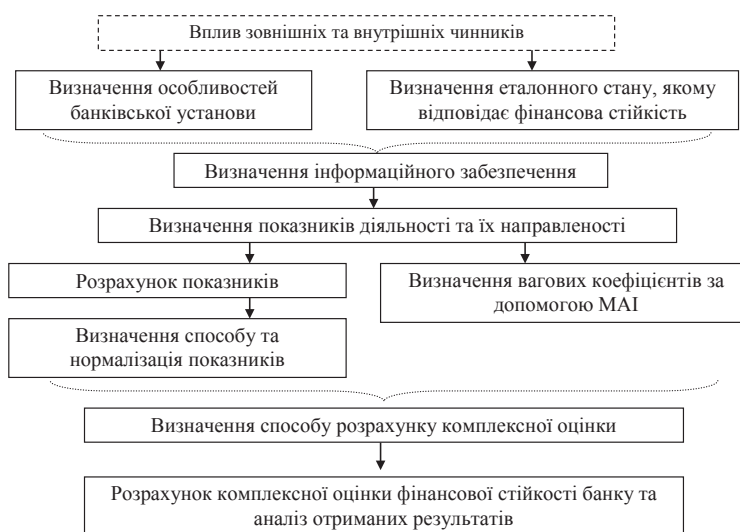 Вплив зовнішніх та внутрішніх чинників
Визначення особливостей
банківської установи
Визначення еталонного стану, якому
відповідає фінансова стійкість
Визначення інформаційного забезпечення
Визначення показників діяльності та їх направленості
Розрахунок показників
Визначення вагових коефіцієнтів за
допомогою МАІ
Визначення способу та
нормалізація показників
Визначення способу розрахунку комплексної оцінки
Розрахунок комплексної оцінки фінансової стійкості банку та
аналіз отриманих результатів